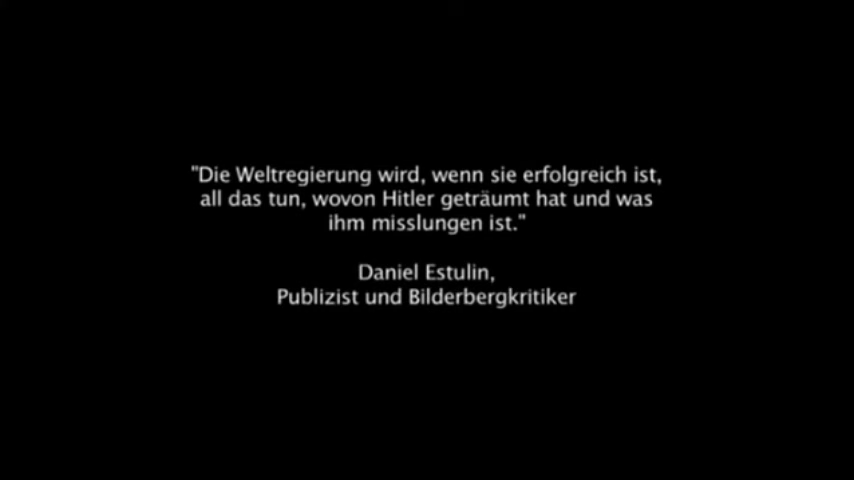 "Die Weltregierung wird, wenn sie erfolgreich ist,
all das tun, wovon Hitler geträumt hat und was
ihm misslungen ist."
Daniel Estulin,
Publizist und Bilderbergkritiker